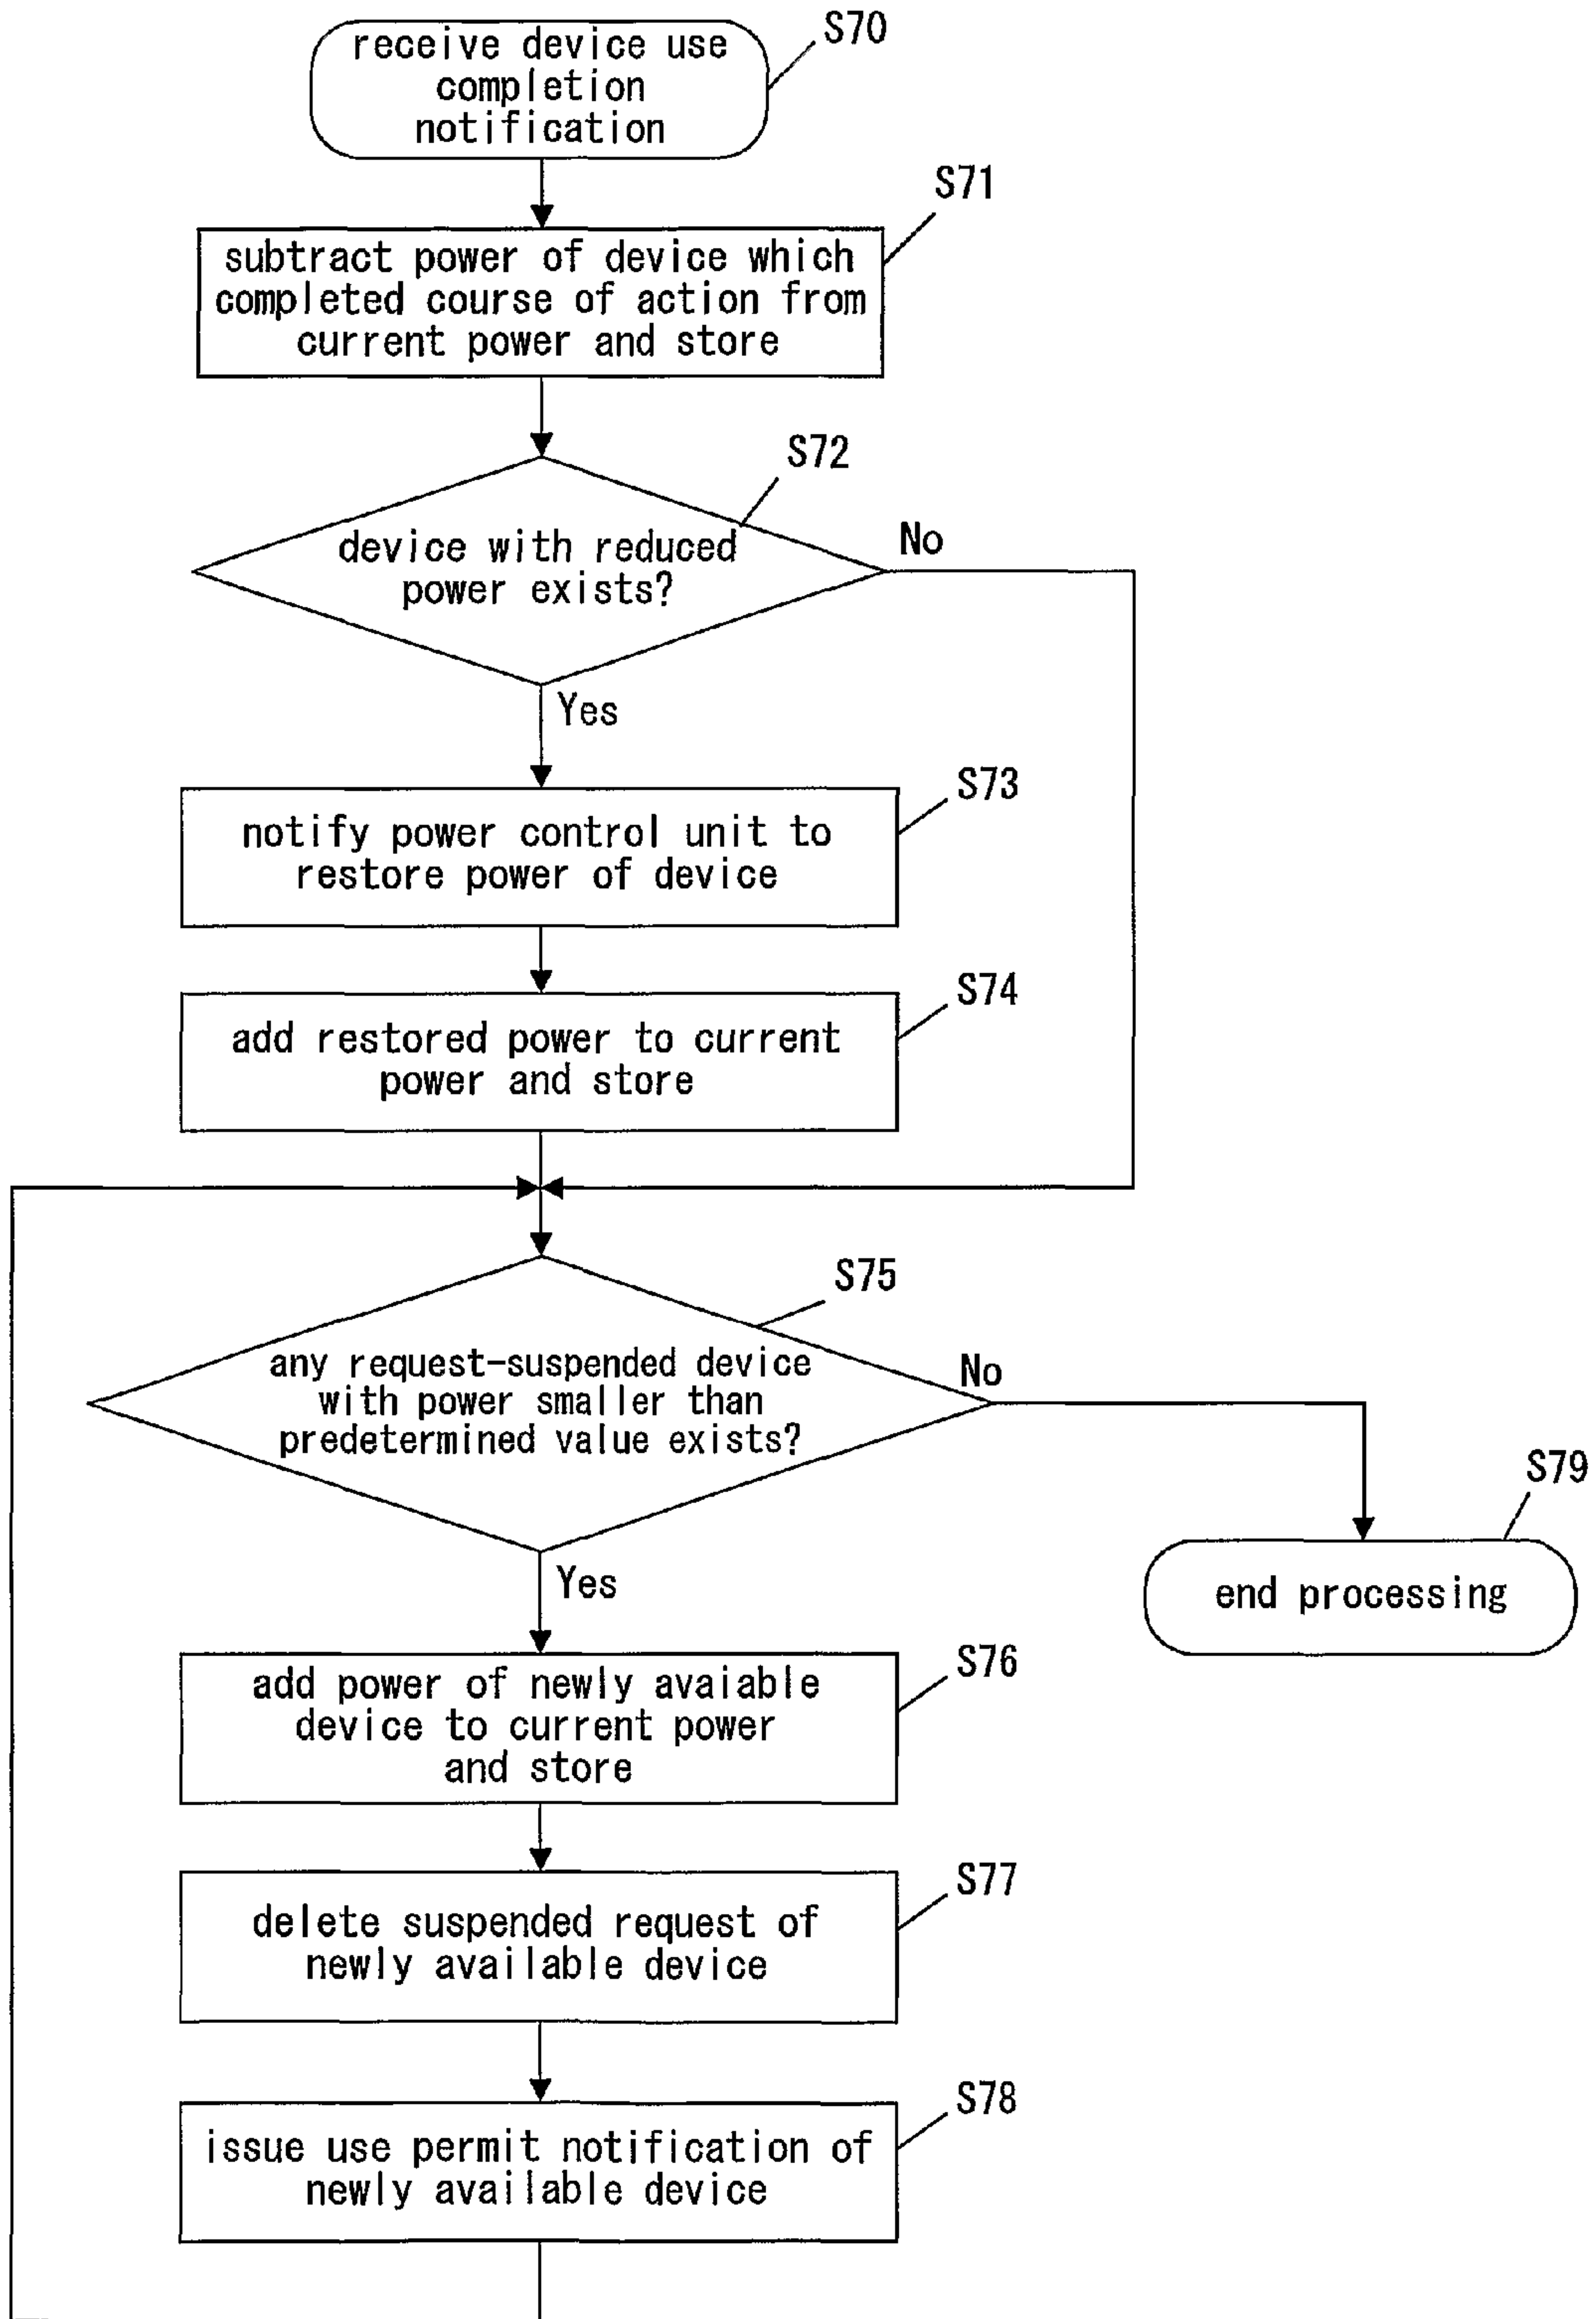 receive device use
completion
notification
S70
S71
subtract power of device which
completed course of action from
current power and store
S72
device with reduced
power exists?
No
Yes
S73
notify power control unit to
restore power of device
S74
add restored power to current
power and store
S75
any request-suspended device
with power smaller than
predetermined value exists?
No
S79
end processing
Yes
S76
add power of newly avaiable
device to current power
and store
S77
delete suspended request of
newly available device
S78
issue use permit notification of
newly available device